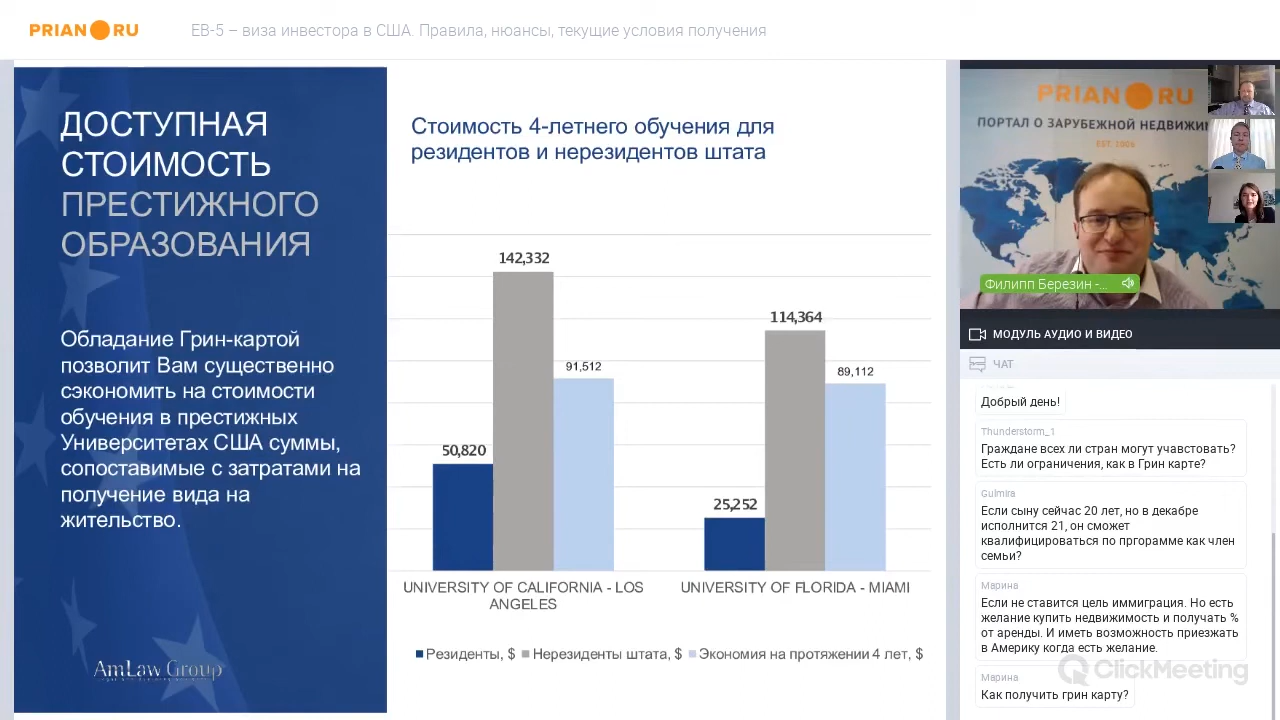 PRIAN RU
EB-5 – виза инвестора в США. Правила, нюансы, текущие условия получения
ДОСТУПНАЯ
СТОИМОСТЬ
ПРЕСТИЖНОГО
ОБРАЗОВАНИЯ
Обладание Грин-картой
позволит Вам существенно
сэкономить на стоимости
обучения в престижных
Университетах США суммы,
сопоставимые с затратами на
получение вида на
жительство.
AmLaw Group
Стоимость 4-летнего обучения для
резидентов и нерезидентов штата
142,332
114,364
91,512
89,112
50,820
25,252
UNIVERSITY OF CALIFORNIA - LOS
ANGELES
UNIVERSITY OF FLORIDA - MIAMI
Резиденты, $ Нерезиденты штата, $ Экономия на протяжении 4 лет, $
PRIAN RU
ПОРТАЛ О ЗАРУБЕЖНОЙ НЕДВИЖИ
EST. 2006
Филипп Березин -...
МОДУЛЬ АУДИО И ВИДЕО
ЧАТ
Добрый день!
Thunderstorm_1
Граждане всех ли стран могут учавстовать?
Есть ли ограничения, как в Грин карте?
Gulmira
Если сыну сейчас 20 лет, но в декабре
исполнится 21, он сможет
квалифицироваться по пргорамме как член
семьи?
Марина
Если не ставится цель иммиграция. Но есть
желание купить недвижимость и получать %
от аренды. И иметь возможность приезжать
в Америку когда есть желание.
ClickMeeting
Марина
Как получить грин карту?